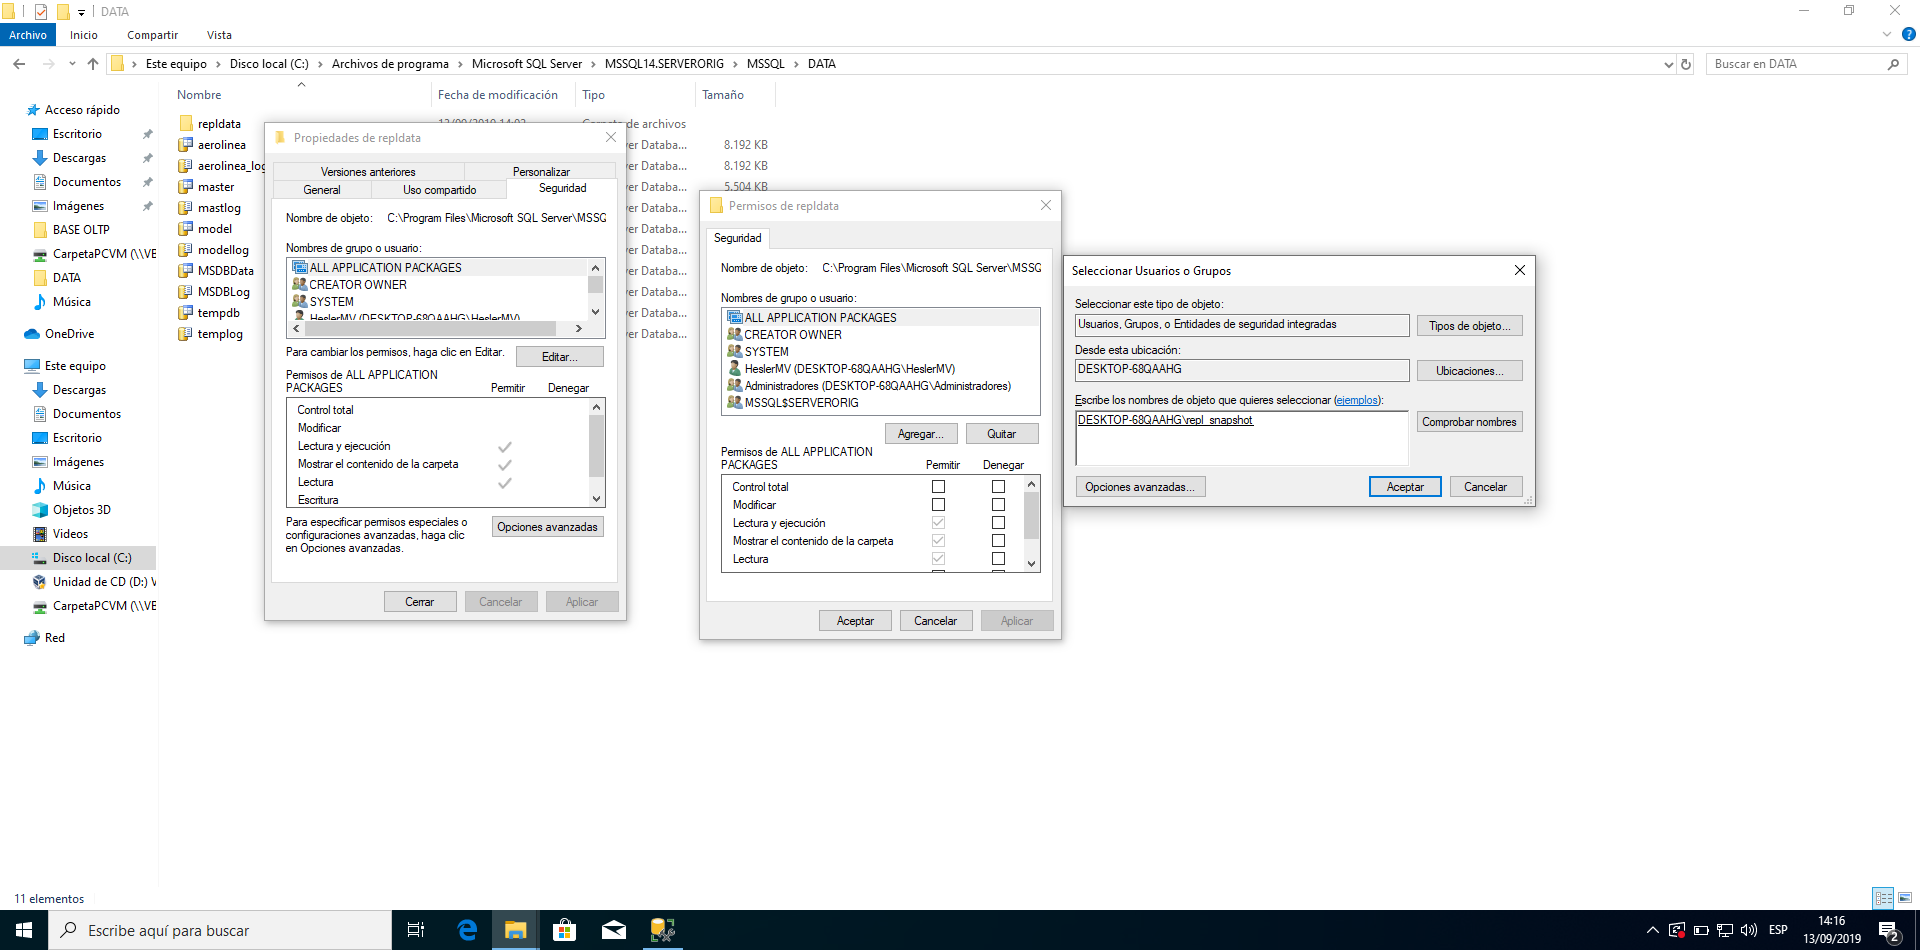 DATA
Archivo Inicio Compartir Vista
Este equipo Disco local (C:) Archivos de programa Microsoft SQL Server MSSQL14.SERVERORIG MSSQL DATA
Buscar en DATA
Nombre Fecha de modificación Tipo Tamaño
Acceso rápido
Escritorio
Descargas
Documentos
Imágenes
BASE OLTP
CarpetaPCVM (\\VE
DATA
Música
OneDrive
Este equipo
Descargas
Documentos
Escritorio
Imágenes
Música
Objetos 3D
Videos
Disco local (C:)
Unidad de CD (D:) V
CarpetaPCVM (\\VE
Red
repldata de archivos
aerolinea er Databa... 8.192 KB
aerolinea_log er Databa... 8.192 KB
master er Databa... 5.504 KB
mastlog er Databa...
model er Databa...
modellog er Databa...
MSDBData er Databa...
MSDBLog er Databa...
tempdb er Databa...
templog er Databa...
Propiedades de repldata
Versiones anteriores Personalizar
General Uso compartido Seguridad
Nombre de objeto: C:\Program Files\Microsoft SQL Server\MSSQ
Nombres de grupo o usuario:
ALL APPLICATION PACKAGES
CREATOR OWNER
SYSTEM
HeslerMV (DESKTOP-68QAAHG\HeslerMV)
Para cambiar los permisos, haga clic en Editar. Editar...
Permisos de ALL APPLICATION
PACKAGES Permitir Denegar
Control total
Modificar
Lectura y ejecución
Mostrar el contenido de la carpeta
Lectura
Escritura
Para especificar permisos especiales o
configuraciones avanzadas, haga clic
en Opciones avanzadas.
Opciones avanzadas
Cerrar Cancelar Aplicar
Permisos de repldata
Seguridad
Nombre de objeto: C:\Program Files\Microsoft SQL Server\MSSQ
Nombres de grupo o usuario:
ALL APPLICATION PACKAGES
CREATOR OWNER
SYSTEM
HeslerMV (DESKTOP-68QAAHG\HeslerMV)
Administradores (DESKTOP-68QAAHG\Administradores)
MSSQL$SERVERORIG
Agregar... Quitar
Permisos de ALL APPLICATION
PACKAGES Permitir Denegar
Control total
Modificar
Lectura y ejecución
Mostrar el contenido de la carpeta
Lectura
Aceptar Cancelar Aplicar
Seleccionar Usuarios o Grupos
Seleccionar este tipo de objeto:
Usuarios, Grupos, o Entidades de seguridad integradas Tipos de objeto...
Desde esta ubicación:
DESKTOP-68QAAHG Ubicaciones...
Escribe los nombres de objeto que quieres seleccionar (ejemplos):
DESKTOP-68QAAHG\repl_snapshot Comprobar nombres
Opciones avanzadas... Aceptar Cancelar
11 elementos
Escribe aquí para buscar
ESP
14:16
13/09/2019
2